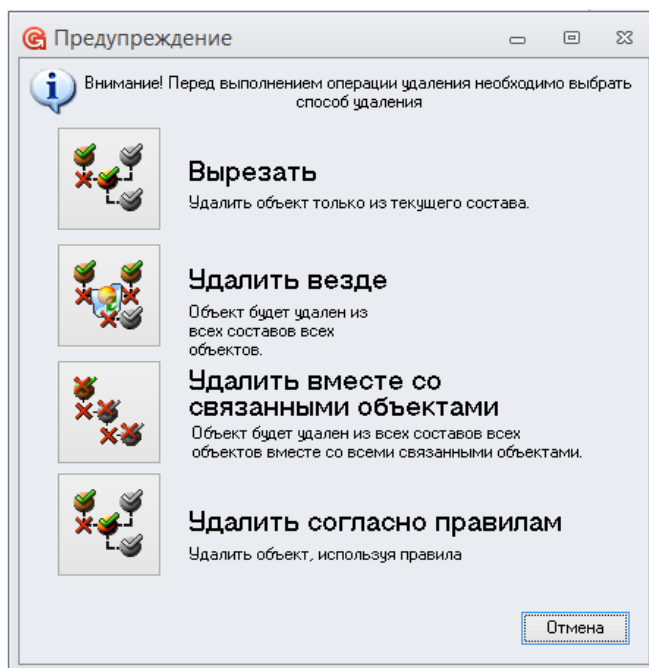 Предупреждение
Внимание! Перед выполнением операции удаления необходимо выбрать
способ удаления
Вырезать
Удалить объект только из текущего состава.
Удалить везде
Объект будет удален из
всех составов всех
объектов.
Удалить вместе со
связанными объектами
Объект будет удален из всех составов всех
объектов вместе со всеми связанными объектами.
Удалить согласно правилам
Удалить объект, используя правила
Отмена